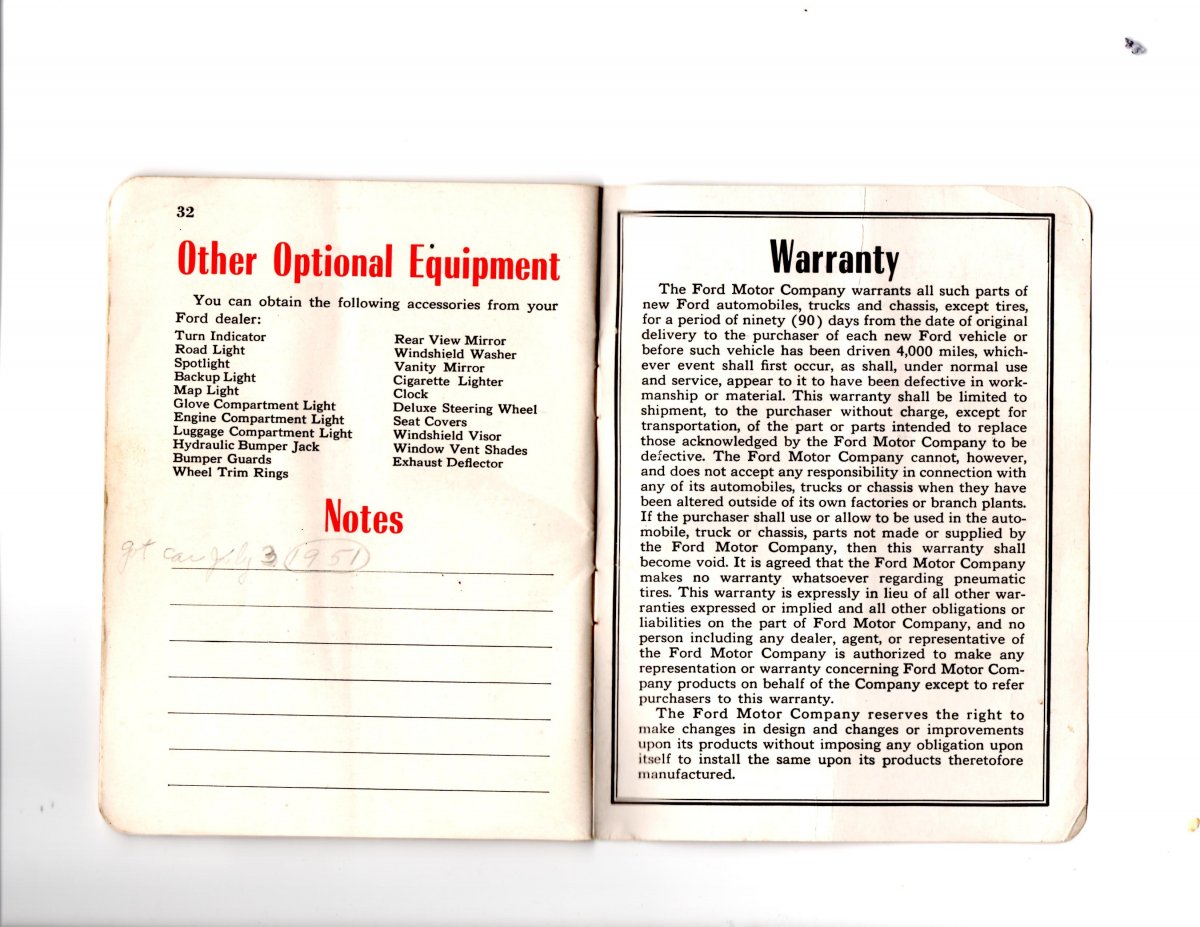 32
Other Optional Equipment
You can obtain the following accessories from your
Ford dealer:
Turn Indicator
Road Light
Spotlight
Backup Light
Map Light
Glove Compartment Light
Engine Compartment Light
Luggage Compartment Light
Hydraulic Bumper Jack
Bumper Guards
Wheel Trim Rings
Rear View Mirror
Windshield Washer
Vanity Mirror
Cigarette Lighter
Clock
Deluxe Steering Wheel
Seat Covers
Windshield Visor
Window Vent Shades
Exhaust Deflector
Notes
gt car July 3 1951
Warranty
The Ford Motor Company warrants all such parts of
new Ford automobiles, trucks and chassis, except tires,
for a period of ninety (90) days from the date of original
delivery to the purchaser of each new Ford vehicle or
before such vehicle has been driven 4,000 miles, which-
ever event shall first occur, as shall, under normal use
and service, appear to it to have been defective in work-
manship or material. This warranty shall be limited to
shipment, to the purchaser without charge, except for
transportation, of the part or parts intended to replace
those acknowledged by the Ford Motor Company to be
defective. The Ford Motor Company cannot, however,
and does not accept any responsibility in connection with
any of its automobiles, trucks or chassis when they have
been altered outside of its own factories or branch plants.
If the purchaser shall use or allow to be used in the auto-
mobile, truck or chassis, parts not made or supplied by
the Ford Motor Company, then this warranty shall
become void. It is agreed that the Ford Motor Company
makes no warranty whatsoever regarding pneumatic
tires. This warranty is expressly in lieu of all other war-
ranties expressed or implied and all other obligations or
liabilities on the part of Ford Motor Company, and no
person including any dealer, agent, or representative of
the Ford Motor Company is authorized to make any
representation or warranty concerning Ford Motor Com-
pany products on behalf of the Company except to refer
purchasers to this warranty.
The Ford Motor Company reserves the right to
make changes in design and changes or improvements
upon its products without imposing any obligation upon
itself to install the same upon its products theretofore
manufactured.